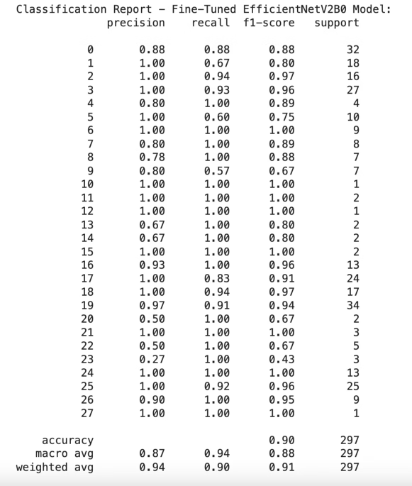 Classification Report - Fine-Tuned EfficientNetV2B0 Model:
precision recall f1-score support
0 0.88 0.88 0.88 32
1 1.00 0.67 0.80 18
2 1.00 0.94 0.97 16
3 1.00 0.93 0.96 27
4 0.80 1.00 0.89 4
5 1.00 0.60 0.75 10
6 1.00 1.00 1.00 9
7 0.80 1.00 0.89 8
8 0.78 1.00 0.88 7
9 0.80 0.57 0.67 7
10 1.00 1.00 1.00 1
11 1.00 1.00 1.00 2
12 1.00 1.00 1.00 1
13 0.67 1.00 0.80 2
14 0.67 1.00 0.80 2
15 1.00 1.00 1.00 2
16 0.93 1.00 0.96 13
17 1.00 0.83 0.91 24
18 1.00 0.94 0.97 17
19 0.97 0.91 0.94 34
20 0.50 1.00 0.67 2
21 1.00 1.00 1.00 3
22 0.50 1.00 0.67 5
23 0.27 1.00 0.43 3
24 1.00 1.00 1.00 13
25 1.00 0.92 0.96 25
26 0.90 1.00 0.95 9
27 1.00 1.00 1.00 1
accuracy 0.90 297
macro avg 0.87 0.94 0.88 297
weighted avg 0.94 0.90 0.91 297